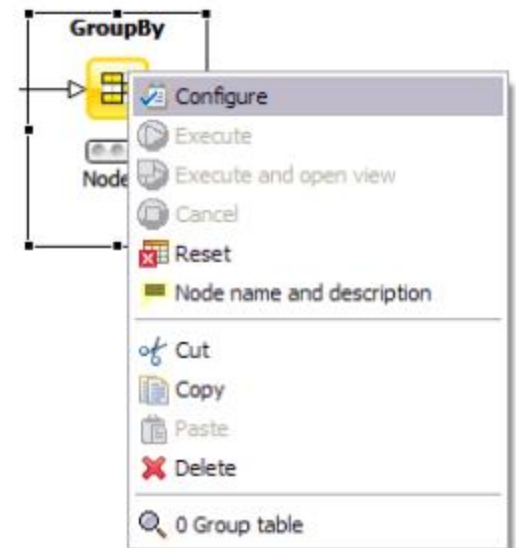 GroupBy
Configure
Execute
Node
Execute and open view
Cancel
Reset
Node name and description
Cut
Copy
Paste
Delete
0 Group table